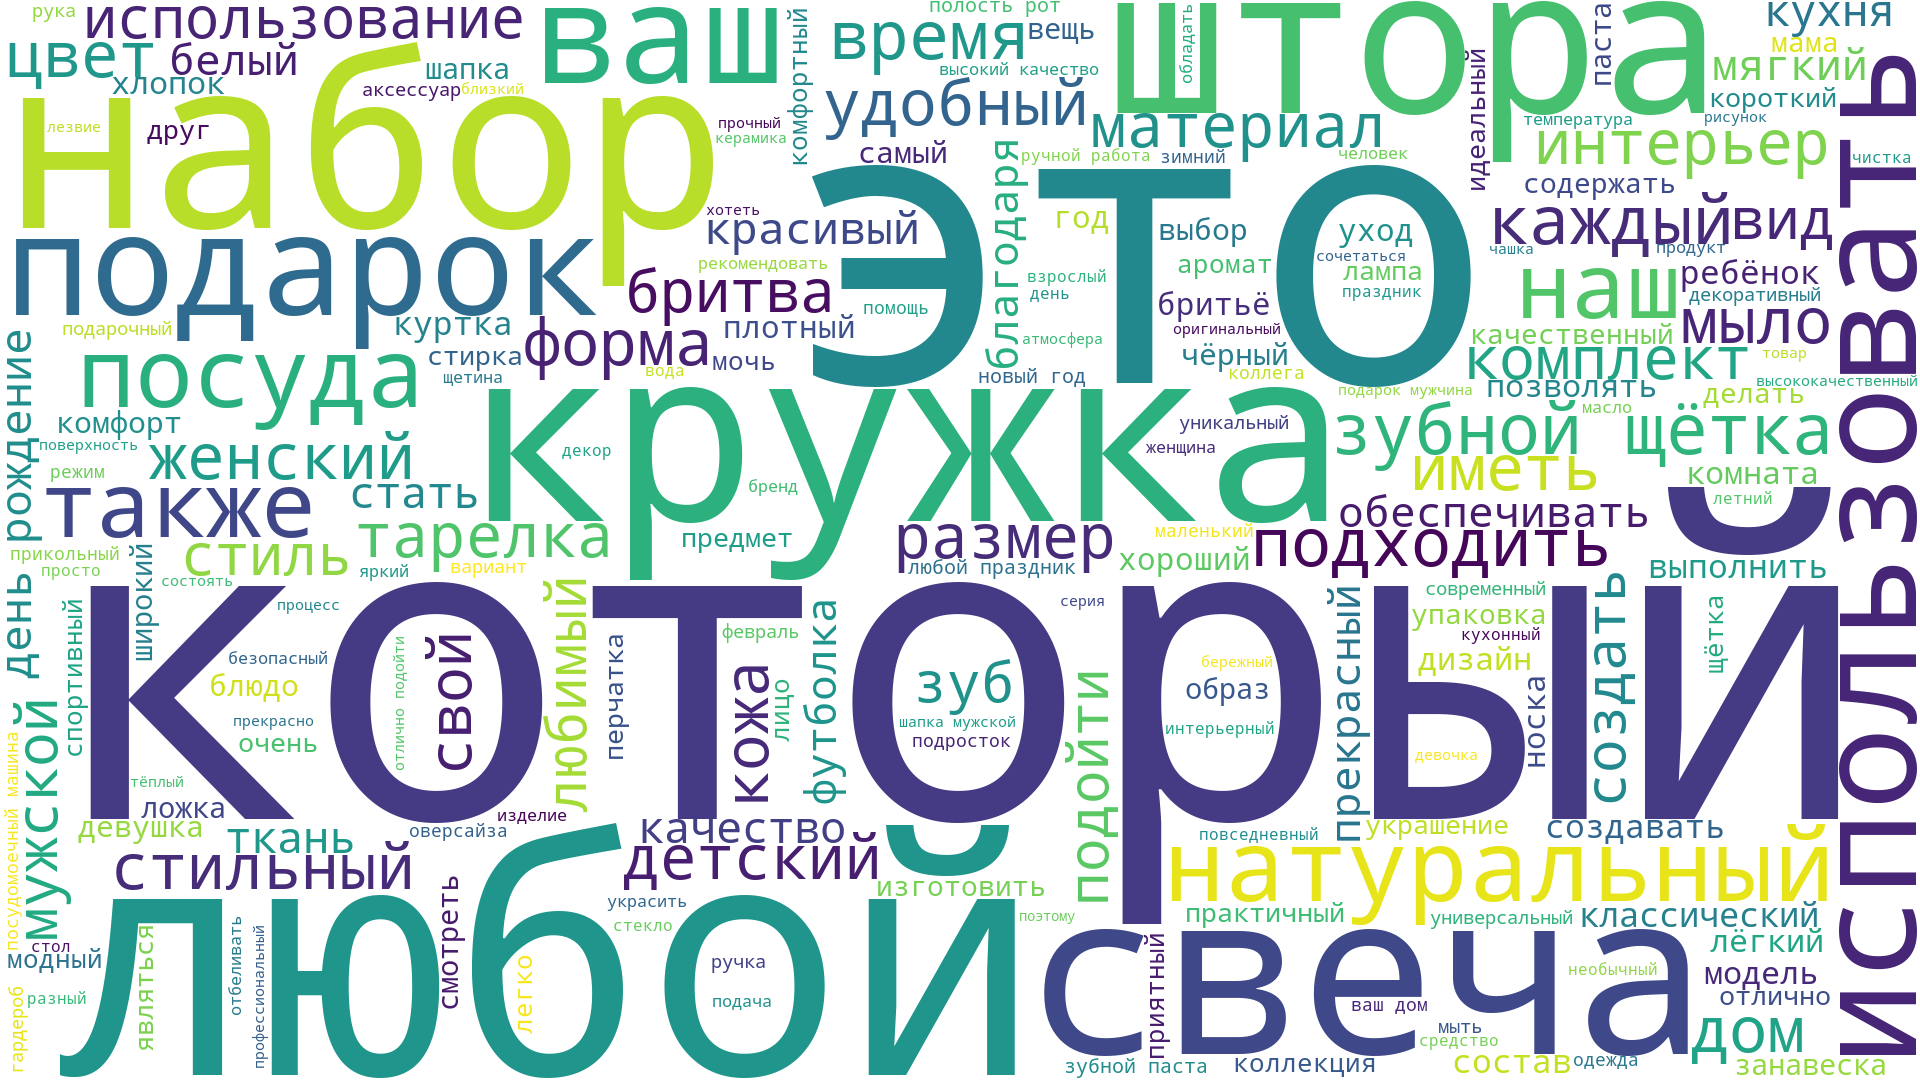 рука
использование
ваш
полость рот
штора
паста
кухня
цвет
белый
шапка
комфортный
время
вещь
обладать
мама
хлопок
аксессуар
близкий
высокий качество
идеальный
мягкий
набор
лезвие
друг
прочный
керамика
удобный
материал
температура
короткий
рисунок
интерьер
использовать
самый
благодаря
ручной работа
зимний
человек
содержать
чистка
это
хотеть
красивый
год
выбор
уход
каждый
вид
подарок
рекомендовать
взрослый
аромат
сочетаться
лампа
чашка
продукт
наш
ребёнок
бритва
помощь
день
бритьё
праздник
декоративный
подарочный
куртка
форма
плотный
атмосфера
оригинальный
качественный
мыло
день рождение
посуда
стирка
мочь
чёрный
комплект
товар
щетина
вода
новый год
коллега
подарок мужчина
позволять
высококачественный
делать
кружка
комфорт
уникальный
масло
зубной щётка
поверхность
женский
декор
женщина
режим
иметь
комната
также
стать
бренд
летний
обеспечивать
тарелка
предмет
размер
маленький
подходить
прикольный
стиль
просто
состоять
яркий
вариант
любой праздник
хороший
выполнить
широкий
который
спортивный
процесс
любимый
серия
прекрасный
современный
создать
щётка
упаковка
кухонный
свой
перчатка
февраль
футболка
безопасный
отлично подойти
зуб
бережный
дизайн
блюдо
кожа
лицо
образ
подойти
носка
мужской
прекрасно
шапка мужской
интерьерный
очень
подросток
девочка
посудомоечный машина
тёплый
ложка
изделие
девушка
ткань
оверсайза
качество
повседневный
украшение
создавать
стильный
детский
натуральный
любой
смотреть
изготовить
украсить
стекло
поэтому
практичный
универсальный
классический
свеча
стол
модный
являться
отбеливать
профессиональный
легко
ручка
приятный
лёгкий
необычный
модель
гардероб
разный
подача
ваш дом
отлично
мыть
дом
средство
зубной паста
коллекция
состав
одежда
занавеска